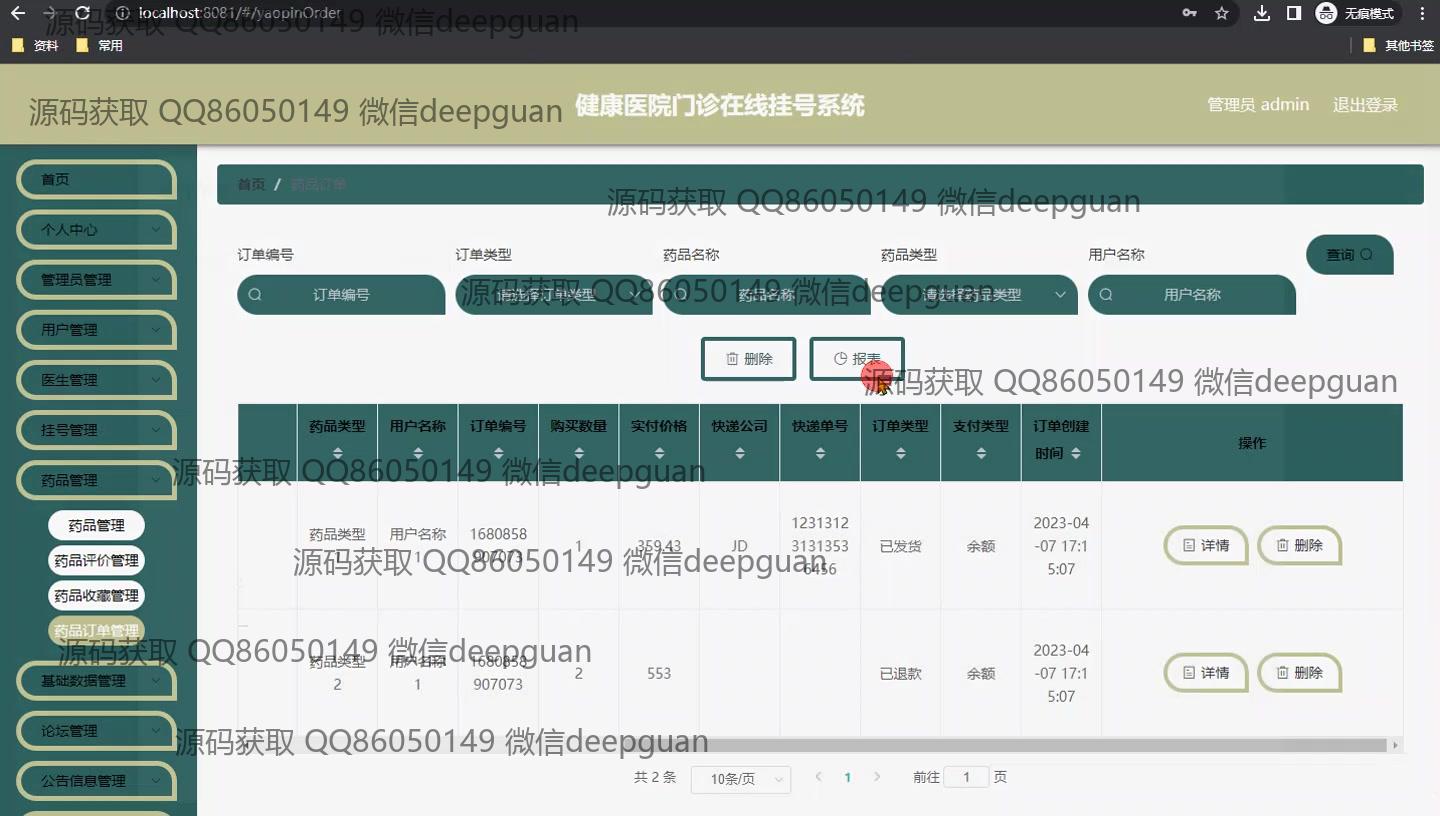 localhost:8081/#/yaopinOrder
无痕模式
源码获取 QQ86050149 微信deepguan
资料 常用 其他书签
源码获取 QQ86050149 微信deepguan
健康医院门诊在线挂号系统
管理员 admin 退出登录
首页
个人中心
管理员管理
用户管理
医生管理
挂号管理
药品管理
药品管理
药品评价管理
药品收藏管理
药品订单管理
基础数据管理
论坛管理
公告信息管理
首页 / 药品订单
源码获取 QQ86050149 微信deepguan
订单编号 订单类型 药品名称 药品类型 用户名称 查询
订单编号 请选择订单类型 药品名称 请选择药品类型 用户名称
源码获取 QQ86050149 微信deepguan
删除 报表
源码获取 QQ86050149 微信deepguan
药品类型 用户名称 订单编号 购买数量 实付价格 快递公司 快递单号 订单类型 支付类型 订单创建时间 操作
源码获取 QQ86050149 微信deepguan
药品类型1 用户名称1 1680858907073 1 359.43 JD 123131231313536456 已发货 余额 2023-04-07 17:15:07 详情 删除
源码获取 QQ86050149 微信deepguan
药品类型2 用户名称1 1680858907073 2 553 已退款 余额 2023-04-07 17:15:07 详情 删除
源码获取 QQ86050149 微信deepguan
源码获取 QQ86050149 微信deepguan
共 2 条 10条/页 1 前往 1 页